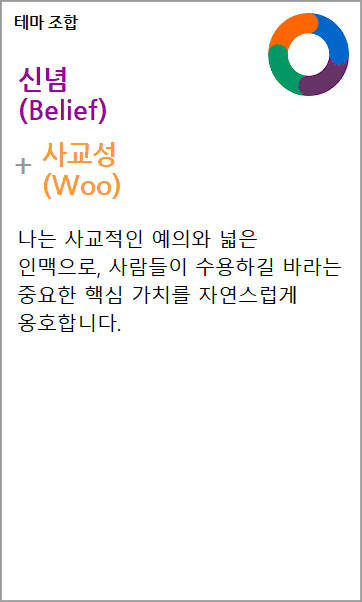 테마 조합
신념
(Belief)
+ 사교성
(Woo)
나는 사교적인 예의와 넓은
인맥으로, 사람들이 수용하길 바라는
중요한 핵심 가치를 자연스럽게
옹호합니다.